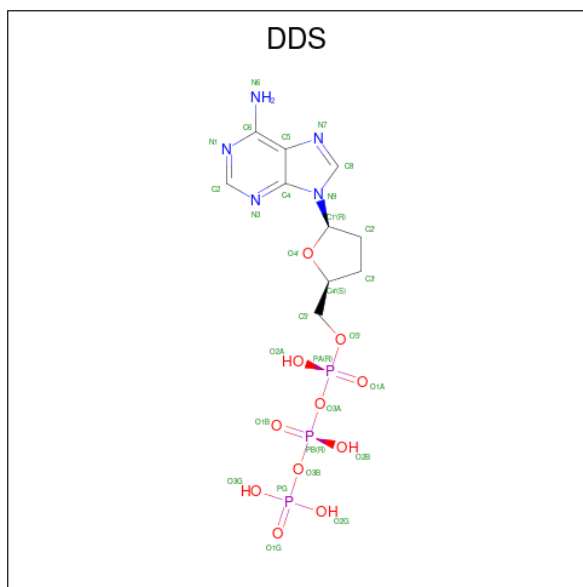 DDS
N6
NH2
C6
N1
N
C5
N7
N
C2
N
N3
C4
C8
N
N9
C1'(R)
C2'
O4'
O
C3'
C4'(S)
C5'
O5'
O
O2A
HO
PA(R)
P
O
O1A
O
O3A
O1B
O
P
OH
PB(R)
O2B
O
O3B
O3G
HO
PG
P
OH
O2G
O
O1G